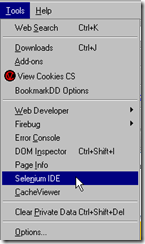 Tools Help
Web Search Ctrl+K
Downloads Ctrl+J
Add-ons
View Cookies CS
BookmarkDD Options
Web Developer
Firebug
Error Console
DOM Inspector Ctrl+Shift+I
Page Info
Selenium IDE
CacheViewer
Clear Private Data Ctrl+Shift+Del
Options...